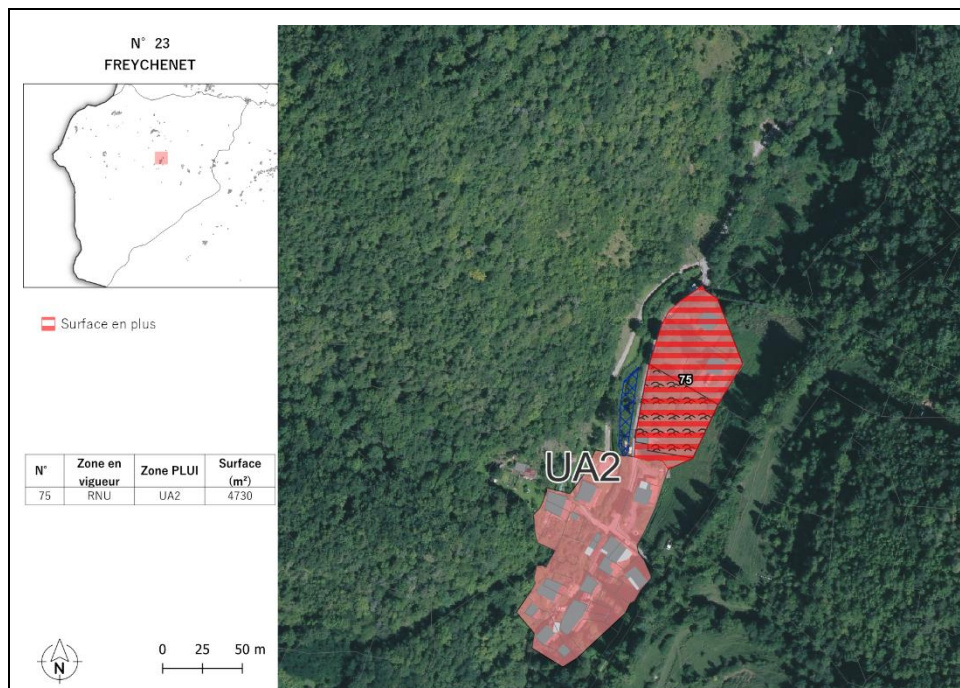 N° 23
FREYCHENET
Surface en plus
N° Zone en vigueur Zone PLUI Surface (m²)
75 RNU UA2 4730
N
0 25 50 m
75
UA2